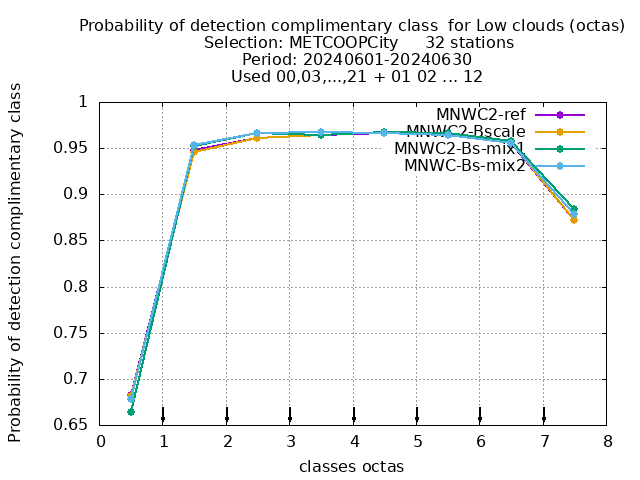 Probability of detection complimentary class  for Low clouds (octas)
Selection: METCOOPCity     32 stations
Period: 20240601-20240630
Used 00,03,...,21 + 01 02 ... 12
Probability of detection complimentary class
1
0.95
0.9
0.85
0.8
0.75
0.7
0.65
MNWC2-ref
MNWC2-Bscale
MNWC2-Bs-mix1
MNWC-Bs-mix2
0 1 2 3 4 5 6 7 8
classes octas